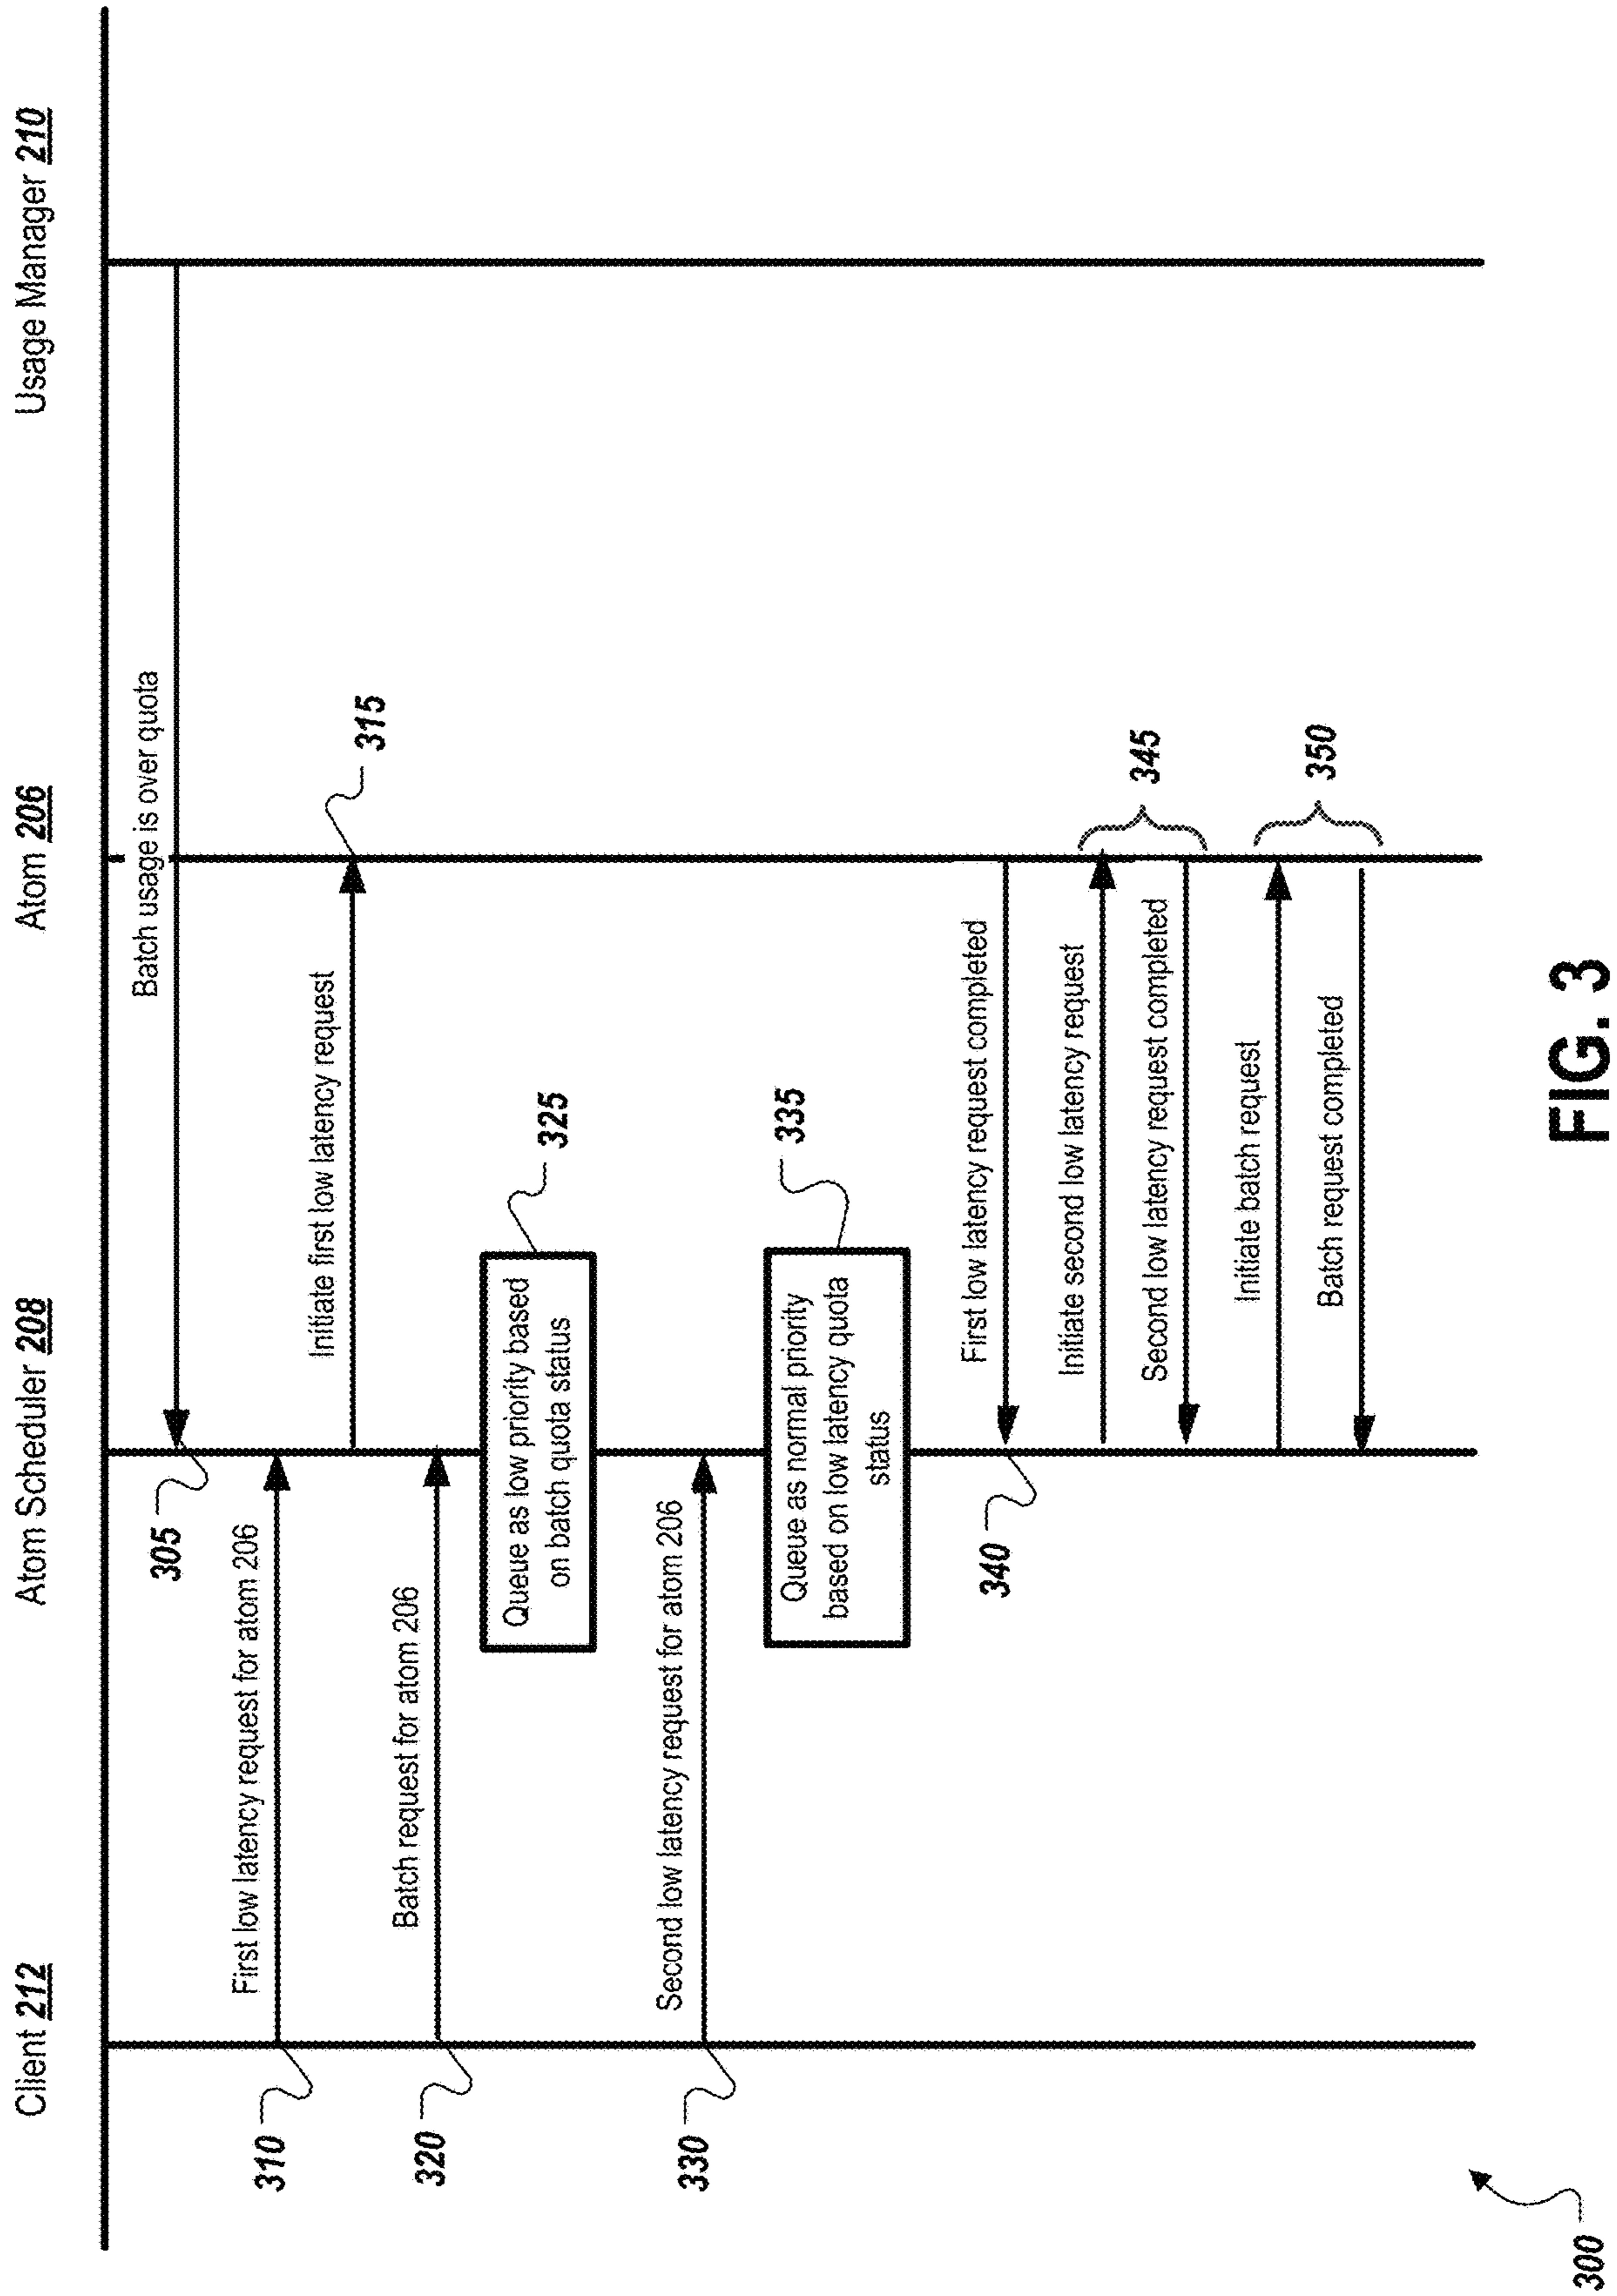 Client 212
Atom Scheduler 208
Atom 206
Usage Manager 210
Batch usage is over quota
305
First low latency request for atom 206
310
Initiate first low latency request
315
Batch request for atom 206
320
Queue as low priority based
on batch quota status
325
Second low latency request for atom 206
330
Queue as normal priority
based on low latency quota
status
335
First low latency request completed
340
Initiate second low latency request
Second low latency request completed
345
Initiate batch request
Batch request completed
350
300
FIG. 3